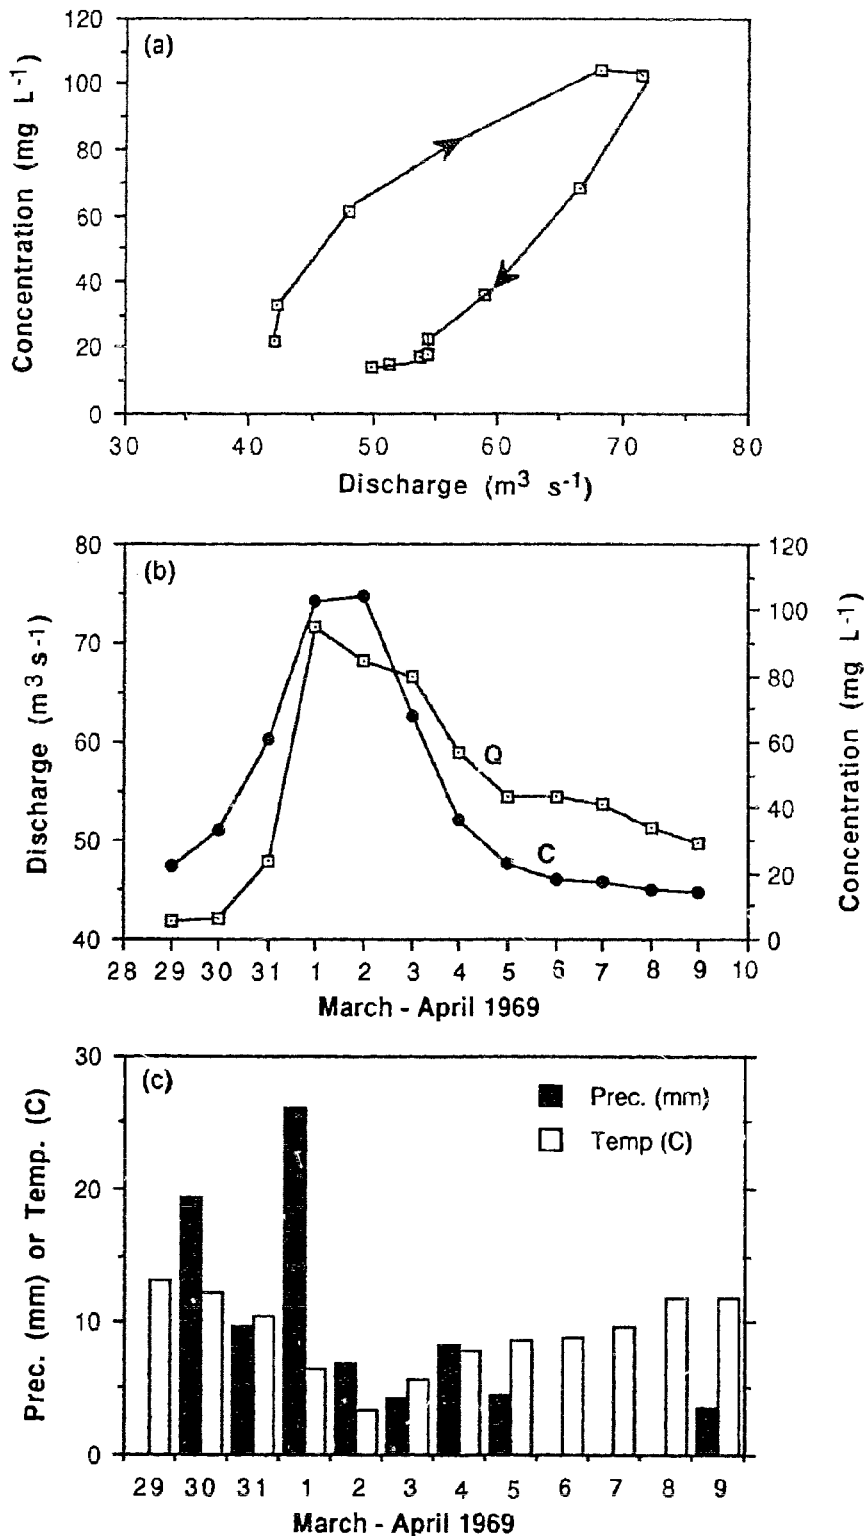 (a)
120
100
80
60
40
20
0
Concentration (mg L-1)
30 40 50 60 70 80
Discharge (m3 s-1)
(b)
80
70
60
50
40
Discharge (m3 s-1)
120
100
80
60
40
20
0
Concentration (mg L-1)
Q
C
28 29 30 31 1 2 3 4 5 6 7 8 9 10
March - April 1969
(c)
30
20
10
0
Prec. (mm) or Temp. (C)
Prec. (mm)
Temp (C)
29 30 31 1 2 3 4 5 6 7 8 9
March - April 1969